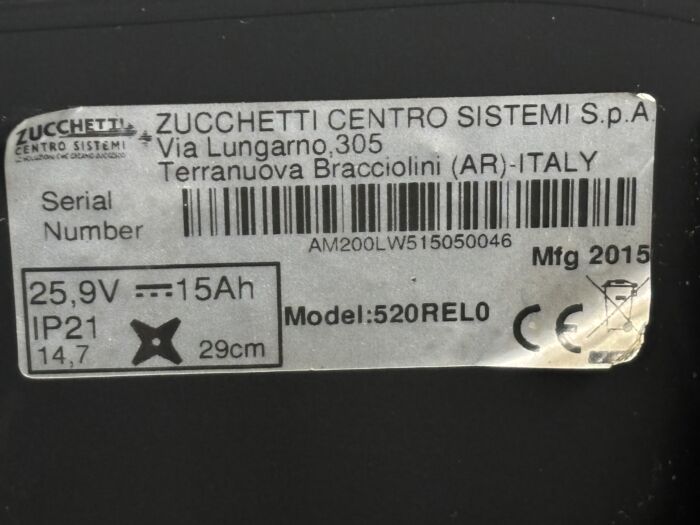 ZUCCHETTI
CENTRO SISTEMI
ZUCCHETTI CENTRO SISTEMI S.p.A
Via Lungarno,305
Terranuova Bracciolini (AR)-ITALY
Serial
Number
AM200LW515050046
Mfg 2015
25,9V 15Ah
IP21
14,7 29cm
Model:520REL0
CE